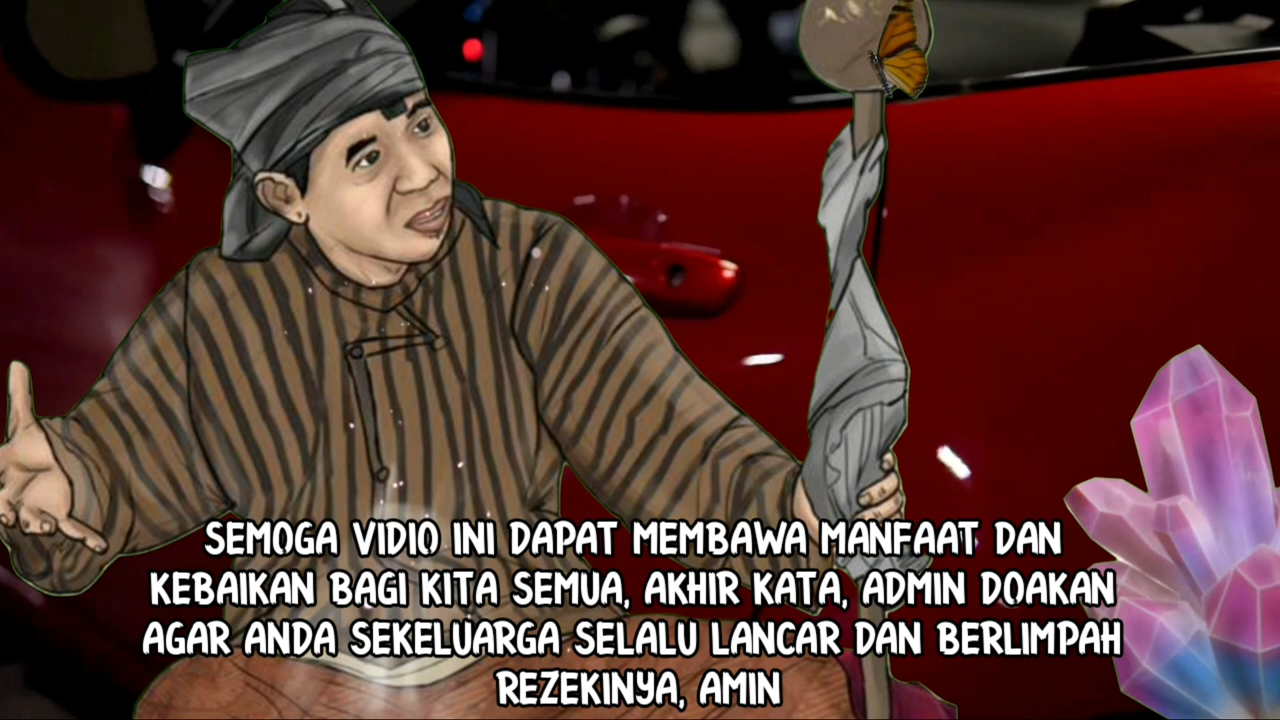 SEMOGA VIDIO INI DAPAT MEMBAWA MANFAAT DAN
KEBAIKAN BAGI KITA SEMUA, AKHIR KATA, ADMIN DOAKAN
AGAR ANDA SEKELUARGA SELALU LANCAR DAN BERLIMPAH
REZEKINYA, AMIN